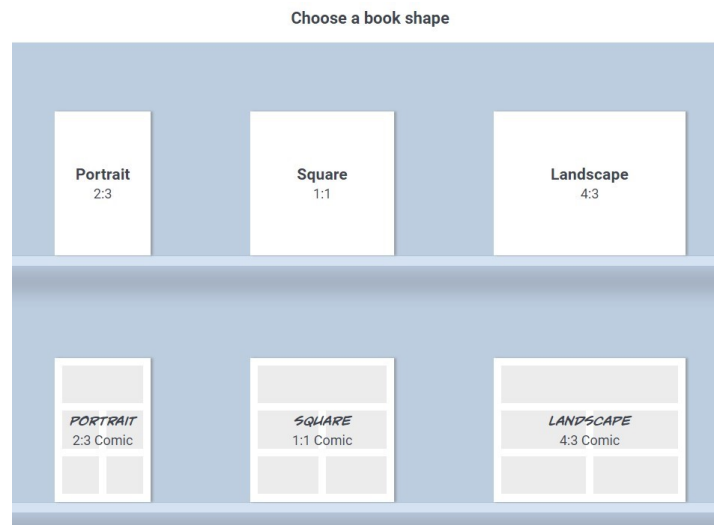 Choose a book shape
Portrait
2:3
Square
1:1
Landscape
4:3
PORTRAIT
2:3 Comic
SQUARE
1:1 Comic
LANDSCAPE
4:3 Comic